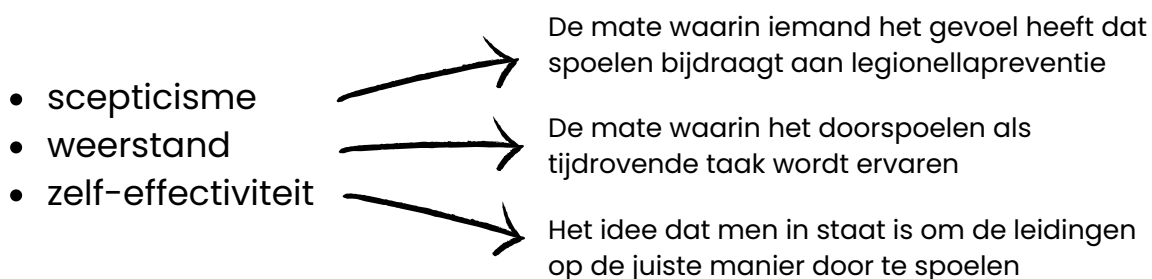 De mate waarin iemand het gevoel heeft dat
spoelen bijdraagt aan legionellapreventie
• scepticisme
De mate waarin het doorspoelen als
• weerstand
tijdrovende taak wordt ervaren
• zelf-effectiviteit
Het idee dat men in staat is om de leidingen
op de juiste manier door te spoelen